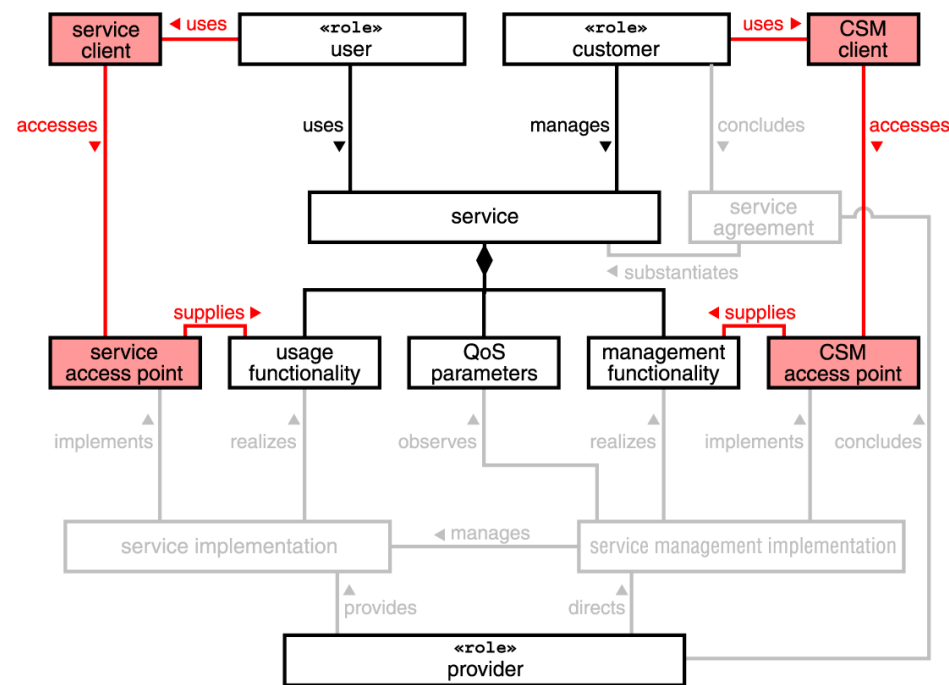 service
client
◄ uses
«role»
user
«role»
customer
uses ►
CSM
client
accesses
▼
uses
▼
manages
▼
concludes
▼
accesses
▼
service
service
agreement
◄ substantiates
supplies ►
◄ supplies
service
access point
usage
functionality
QoS
parameters
management
functionality
CSM
access point
▲
implements
▲
realizes
▲
observes
▲
realizes
▲
implements
▲
concludes
service implementation
◄ manages
service management implementation
▲
provides
▲
directs
«role»
provider